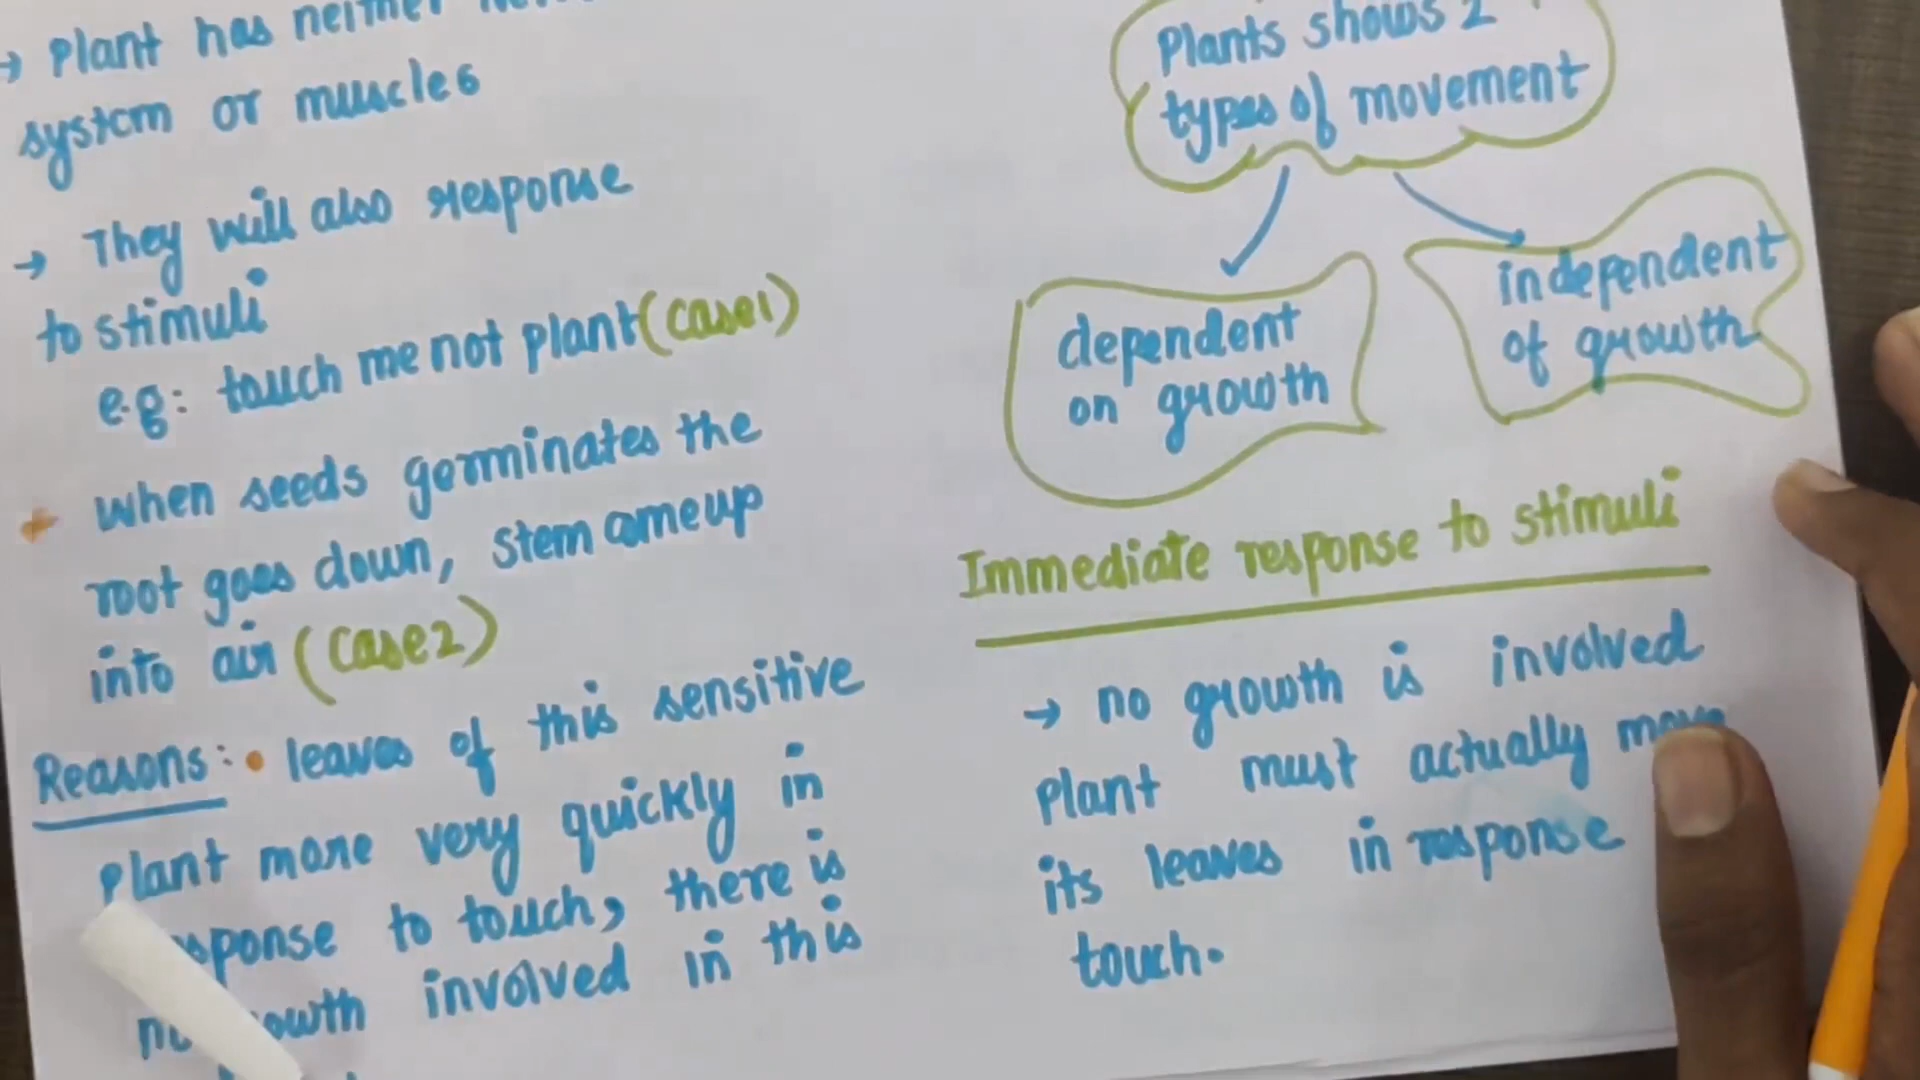 → Plant has neither
system or muscles
→ They will also response
to stimuli
e.g: touch me not plant (case1)
when seeds germinates the
root goes down, stem comeup
into air (case2)
Reasons: • leaves of this sensitive
plant move very quickly in
sponse to touch, there is
owth involved in this
Plants shows 2
types of movement
dependent
on growth
independent
of growth
Immediate response to stimuli
→ no growth is involved
plant must actually move
its leaves in response
touch.